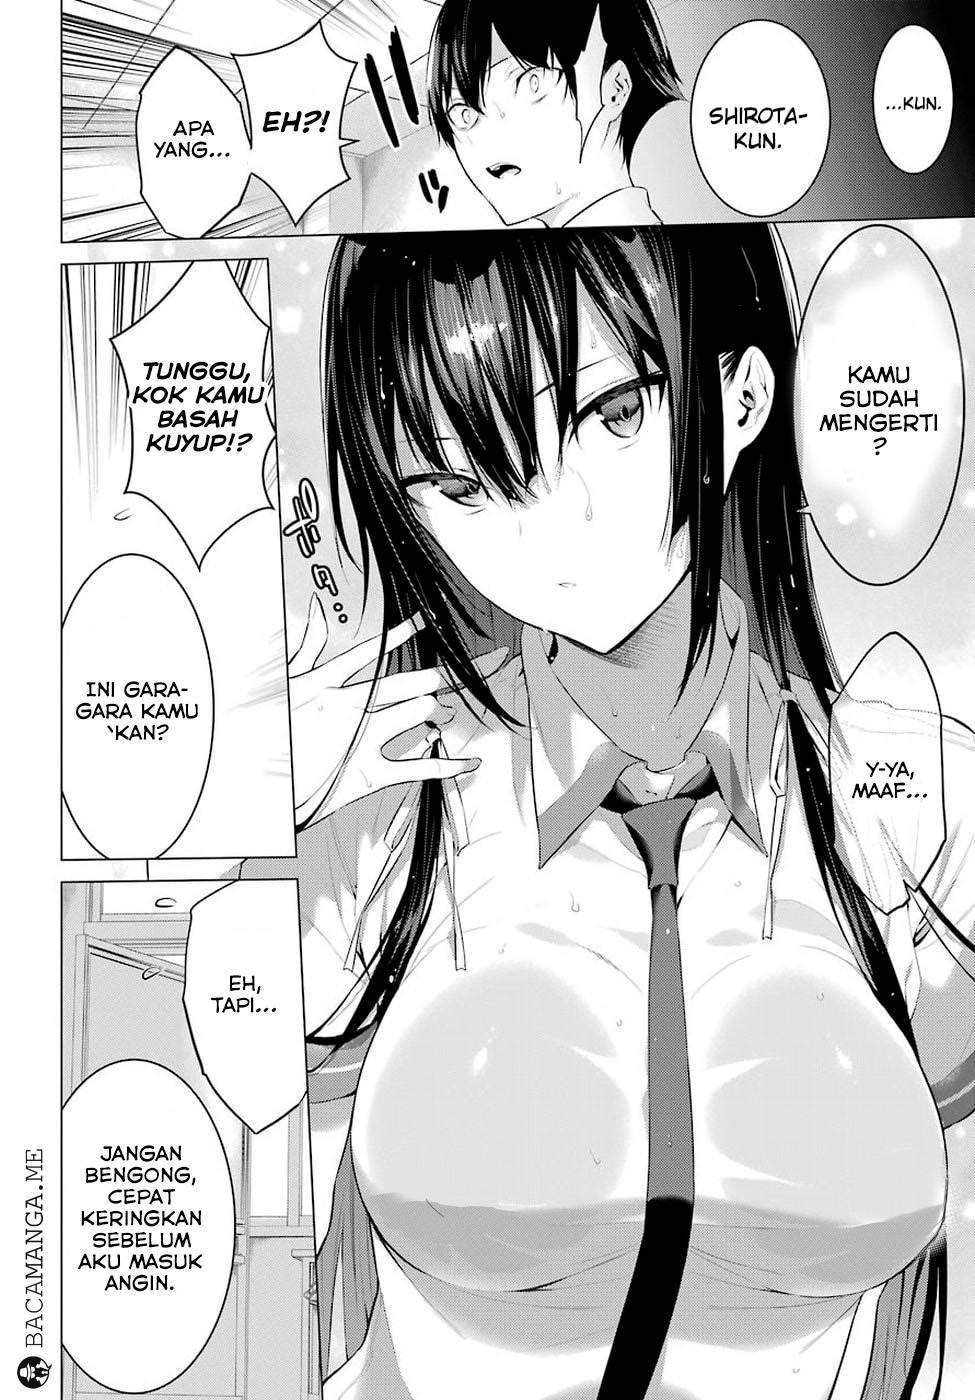 ...KUN.
SHIROTA-
KUN.
EH?!
APA
YANG...
KAMU
SUDAH
MENGERTI
?
Y-YA,
MAAF...
TUNGGU,
KOK KAMU
BASAH
KUYUP!?
INI GARA-
GARA KAMU
‘KAN?
EH,
TAPI...
JANGAN
BENGONG,
CEPAT
KERINGKAN
SEBELUM
AKU MASUK
ANGIN.
BACAMANGA.ME